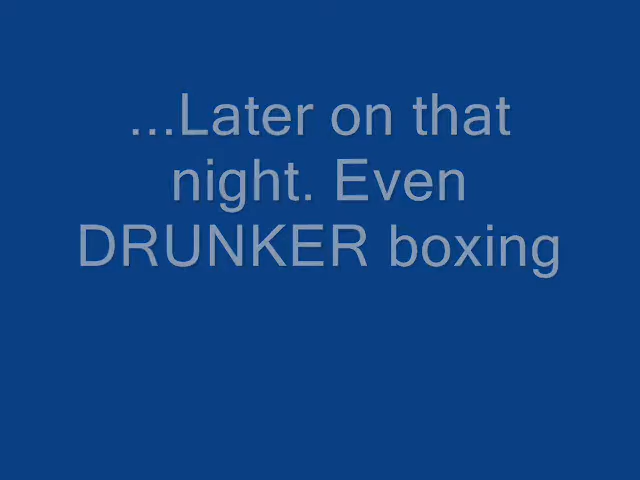 ...Later on that
night. Even
DRUNKER boxing